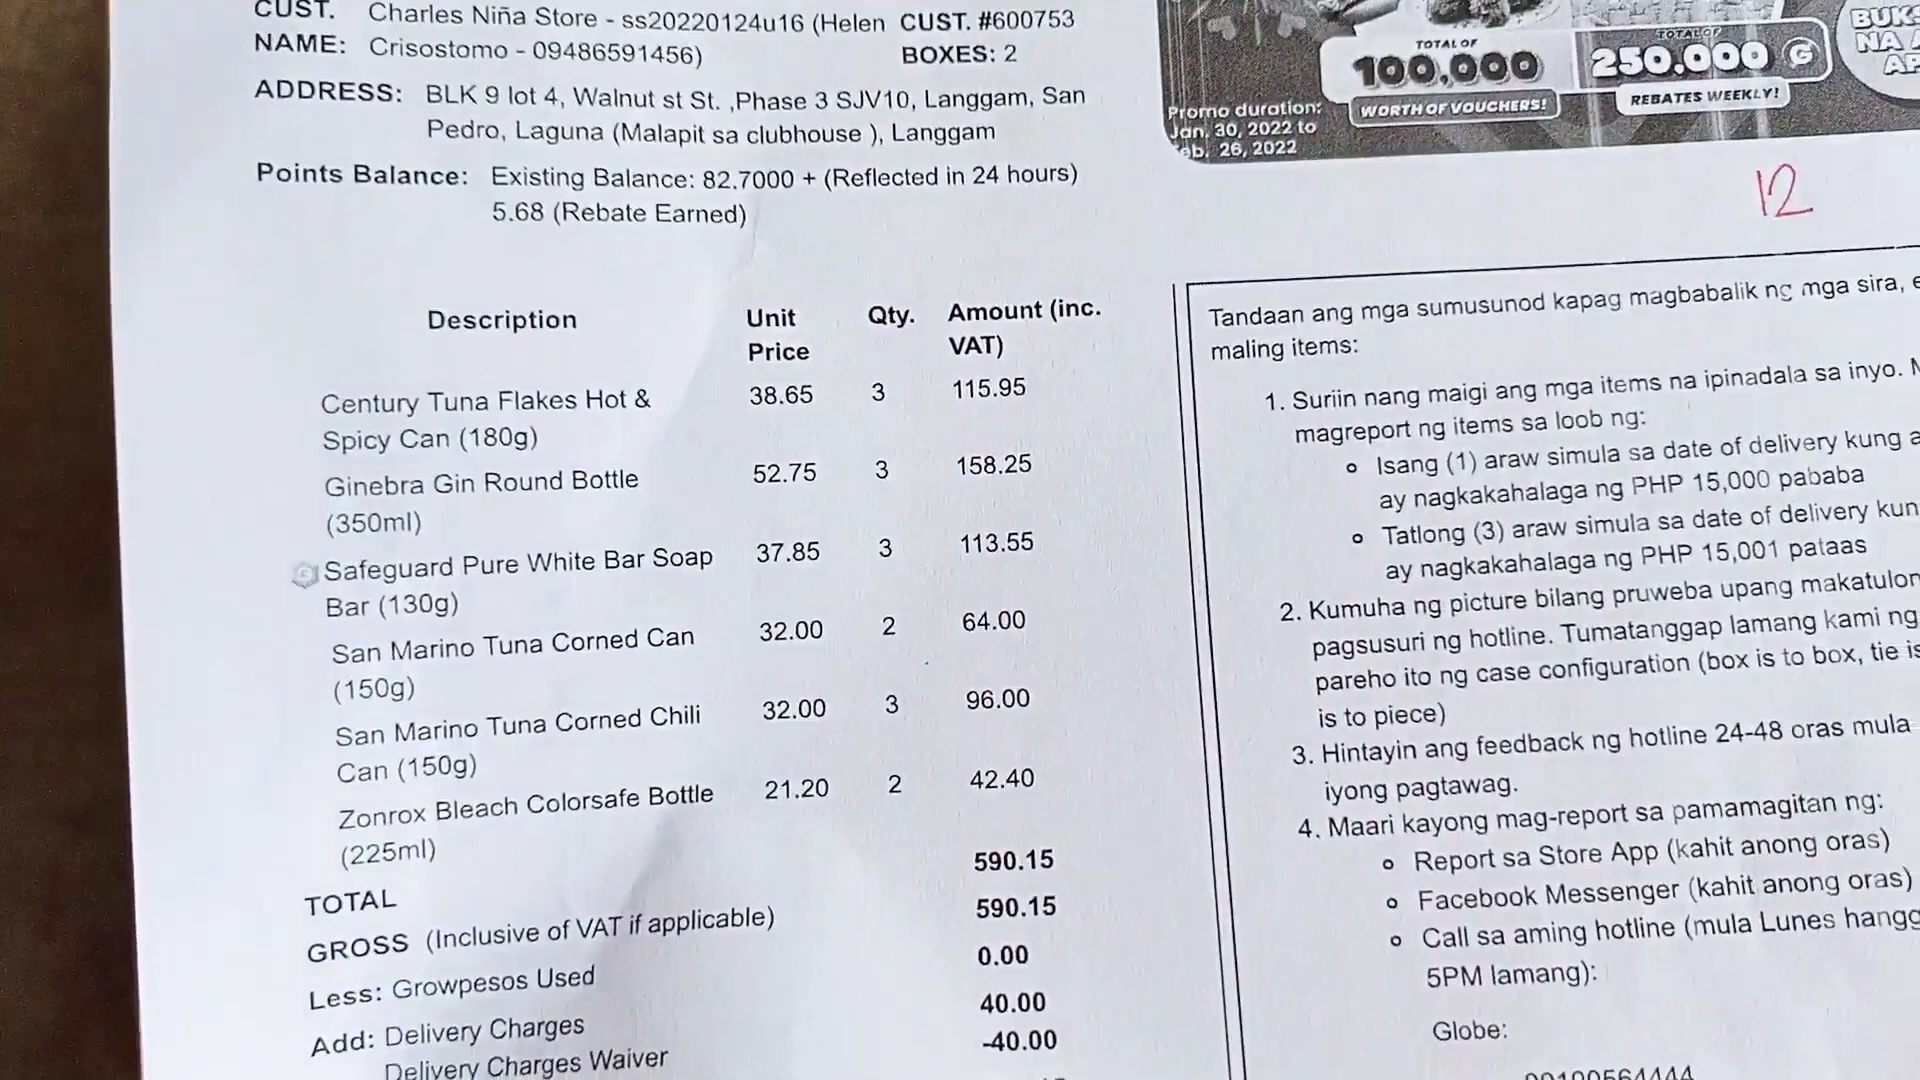 CUST. NAME: Charles Niña Store - ss20220124u16 (Helen
Crisostomo - 09486591456)
CUST. #600753
BOXES: 2
ADDRESS: BLK 9 lot 4, Walnut st St. ,Phase 3 SJV10, Langgam, San
Pedro, Laguna (Malapit sa clubhouse ), Langgam
Points Balance: Existing Balance: 82.7000 + (Reflected in 24 hours)
5.68 (Rebate Earned)
Description Unit Price Qty. Amount (inc. VAT)
Century Tuna Flakes Hot & 38.65 3 115.95
Spicy Can (180g)
Ginebra Gin Round Bottle 52.75 3 158.25
(350ml)
Safeguard Pure White Bar Soap 37.85 3 113.55
Bar (130g)
San Marino Tuna Corned Can 32.00 2 64.00
(150g)
San Marino Tuna Corned Chili 32.00 3 96.00
Can (150g)
Zonrox Bleach Colorsafe Bottle 21.20 2 42.40
(225ml)
TOTAL 590.15
GROSS (Inclusive of VAT if applicable) 590.15
Less: Growpesos Used 0.00
Add: Delivery Charges 40.00
Delivery Charges Waiver -40.00
TOTAL OF
100,000
WORTH OF VOUCHERS!
TOTAL OF
250,000 G
REBATES WEEKLY!
NA
Promo duration:
Jan. 30, 2022 to
eb. 26, 2022
12
Tandaan ang mga sumusunod kapag magbabalik ng mga sira,
maling items:
1. Suriin nang maigi ang mga items na ipinadala sa inyo.
magreport ng items sa loob ng:
Isang (1) araw simula sa date of delivery kung
ay nagkakahalaga ng PHP 15,000 pababa
Tatlong (3) araw simula sa date of delivery kun
ay nagkakahalaga ng PHP 15,001 pataas
2. Kumuha ng picture bilang pruweba upang makatulon
pagsusuri ng hotline. Tumatanggap lamang kami ng
pareho ito ng case configuration (box is to box, tie is
is to piece)
3. Hintayin ang feedback ng hotline 24-48 oras mula
iyong pagtawag.
4. Maari kayong mag-report sa pamamagitan ng:
Report sa Store App (kahit anong oras)
Facebook Messenger (kahit anong oras)
Call sa aming hotline (mula Lunes hangg
5PM lamang):
Globe: